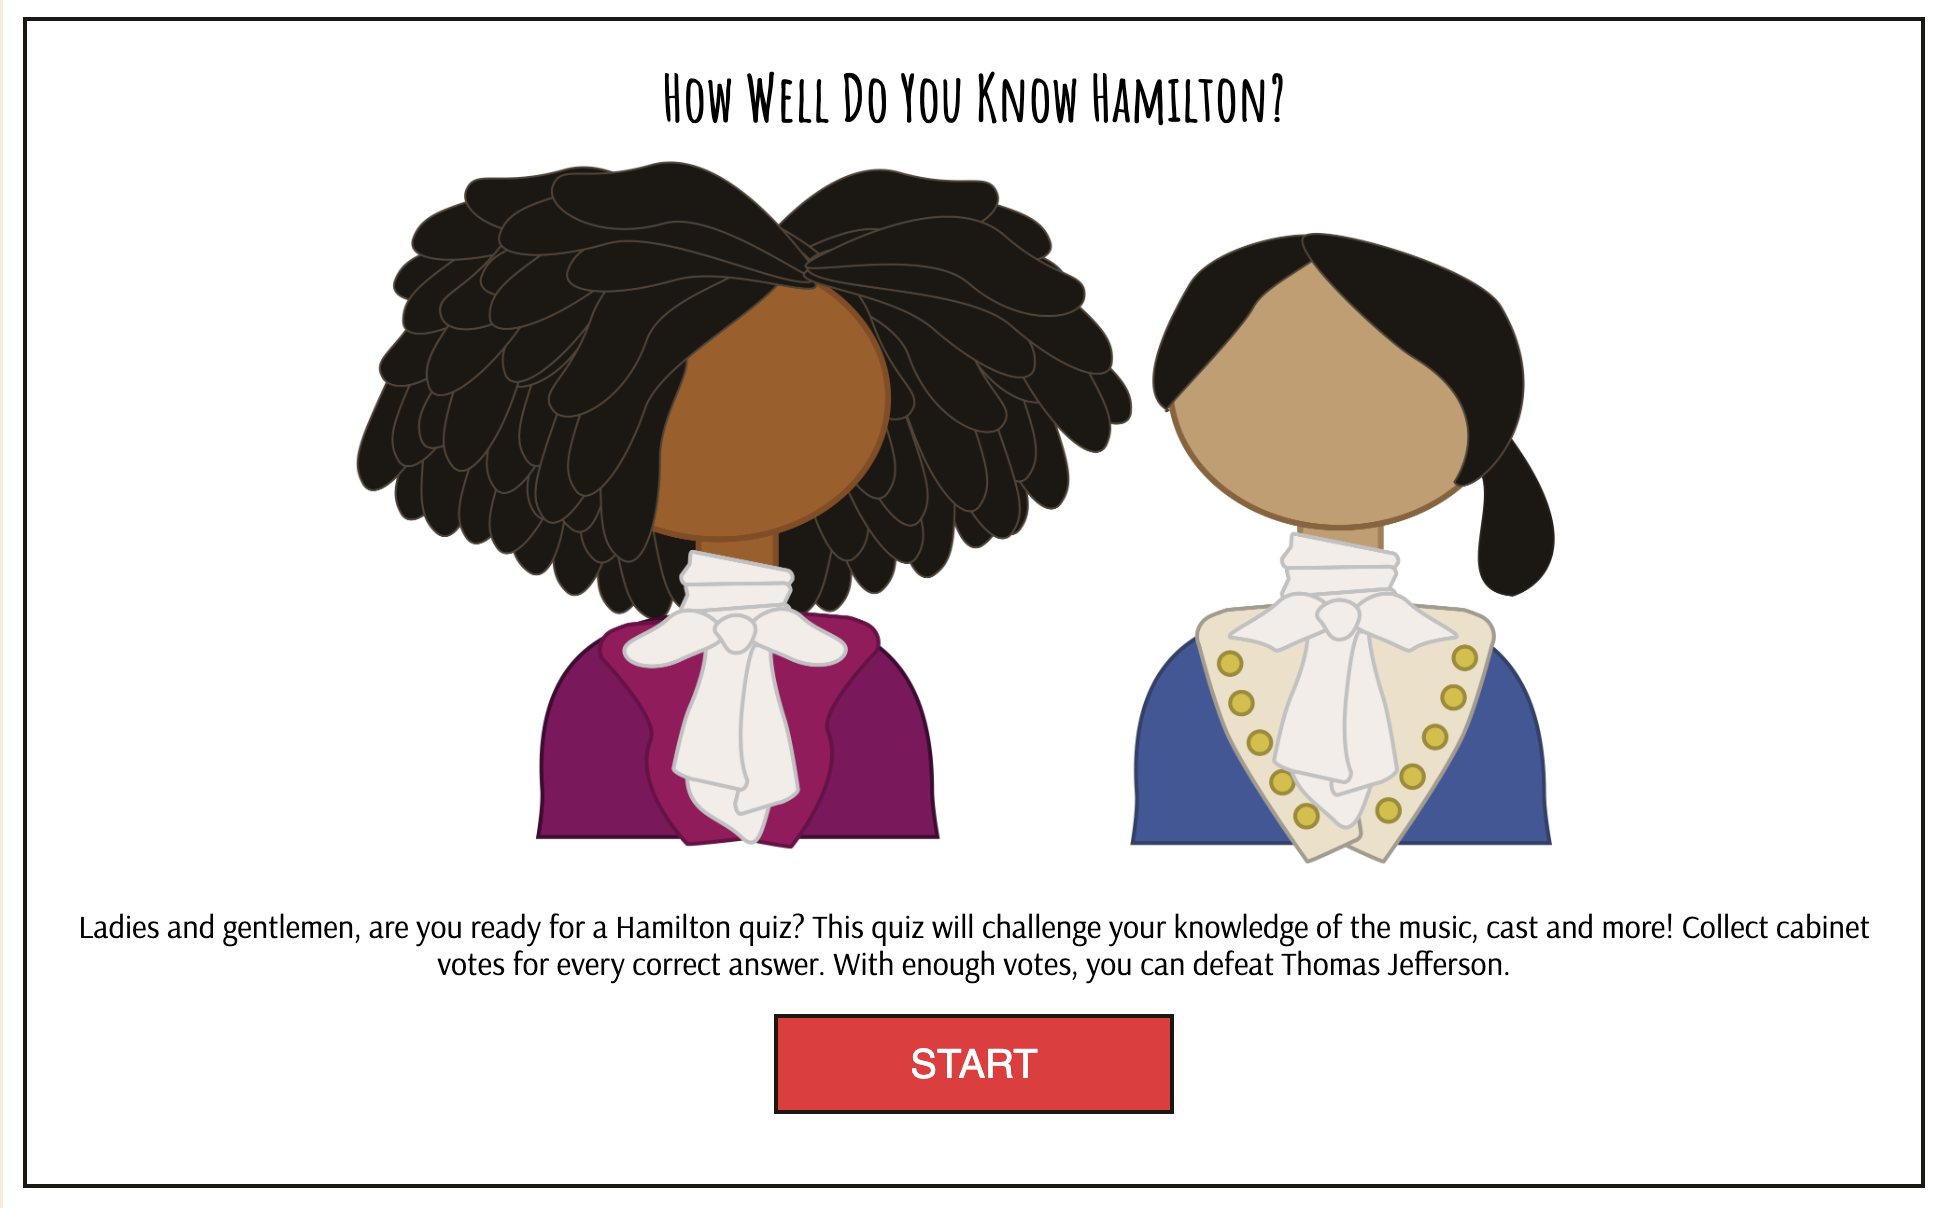 How Well Do You Know Hamilton?
Ladies and gentlemen, are you ready for a Hamilton quiz? This quiz will challenge your knowledge of the music, cast and more! Collect cabinet
votes for every correct answer. With enough votes, you can defeat Thomas Jefferson.
START